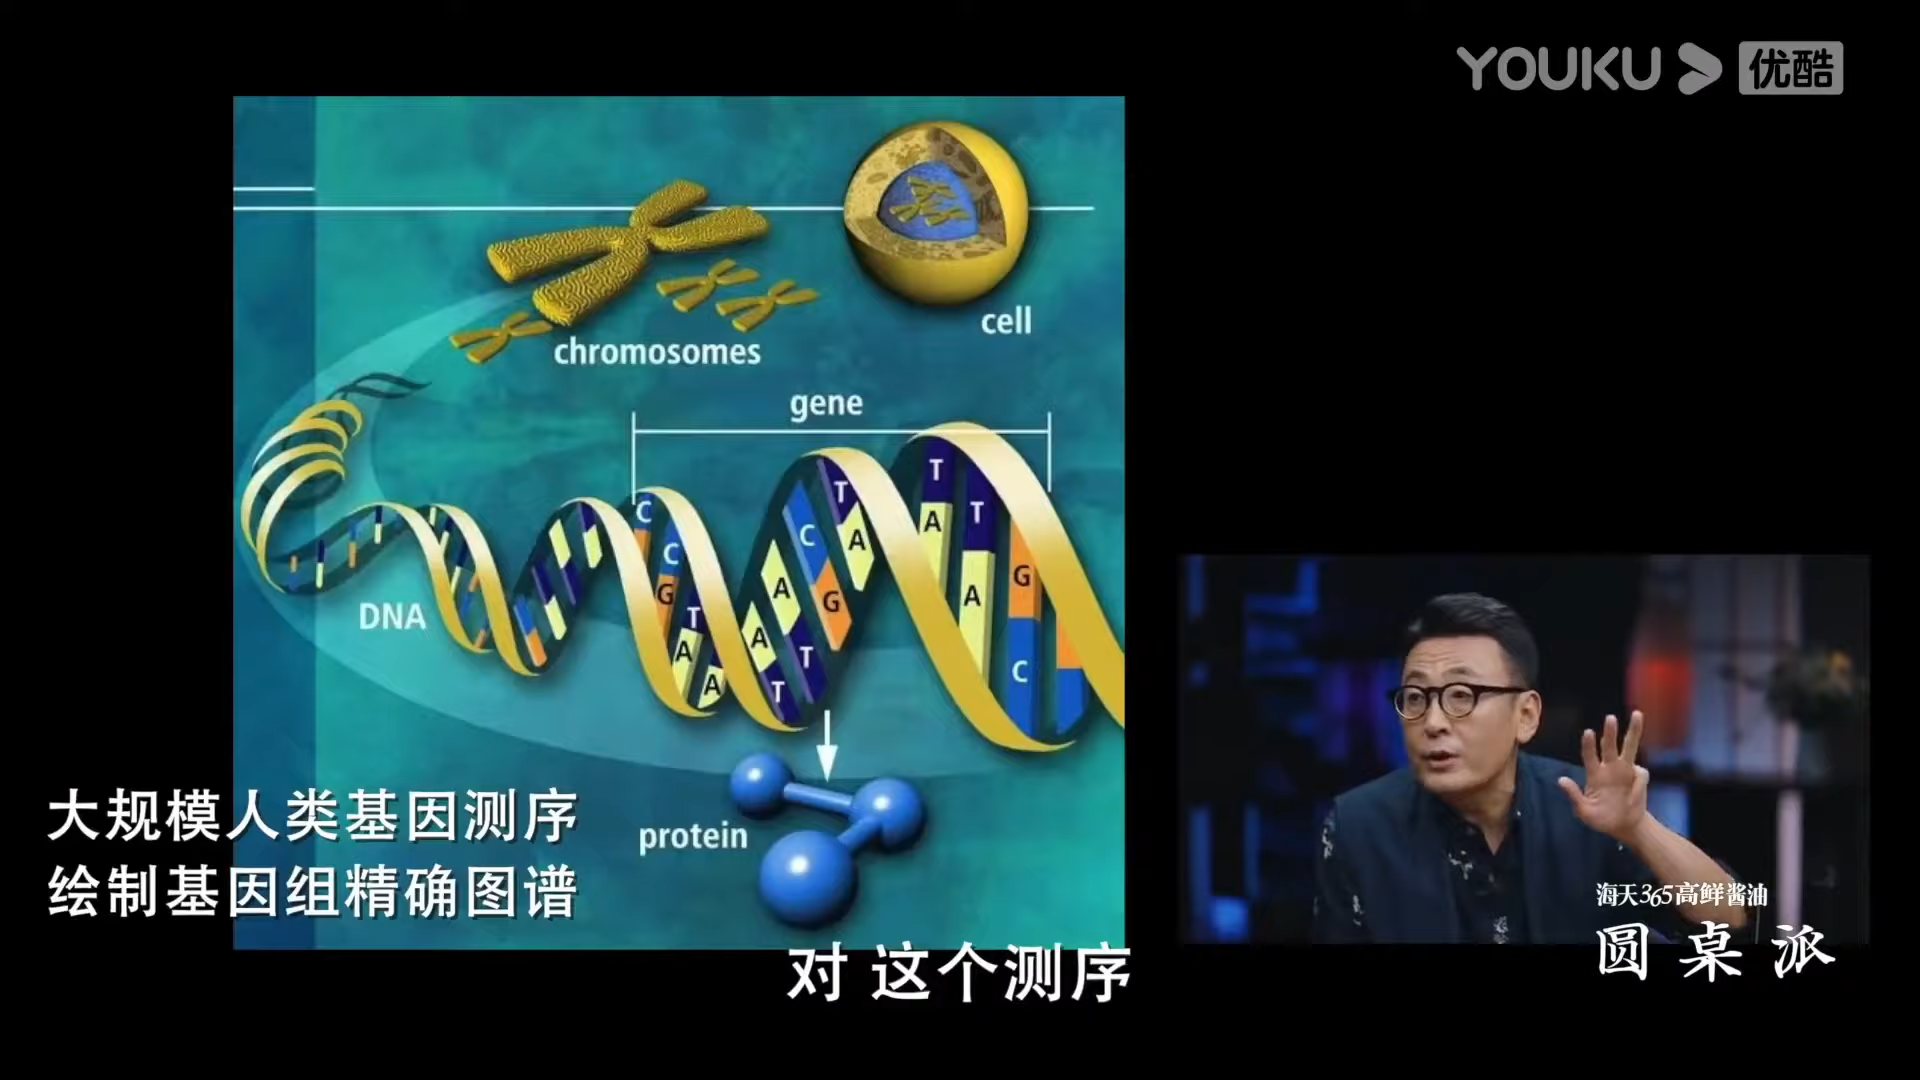 YOUKU 优酷
cell
chromosomes
gene
T
T
C
T
A
C
A
C
A
G
G
T
A
A
G
A
A
T
T
C
DNA
protein
大规模人类基因测序
绘制基因组精确图谱
对 这个测序
海天365高鲜酱油
圆桌派